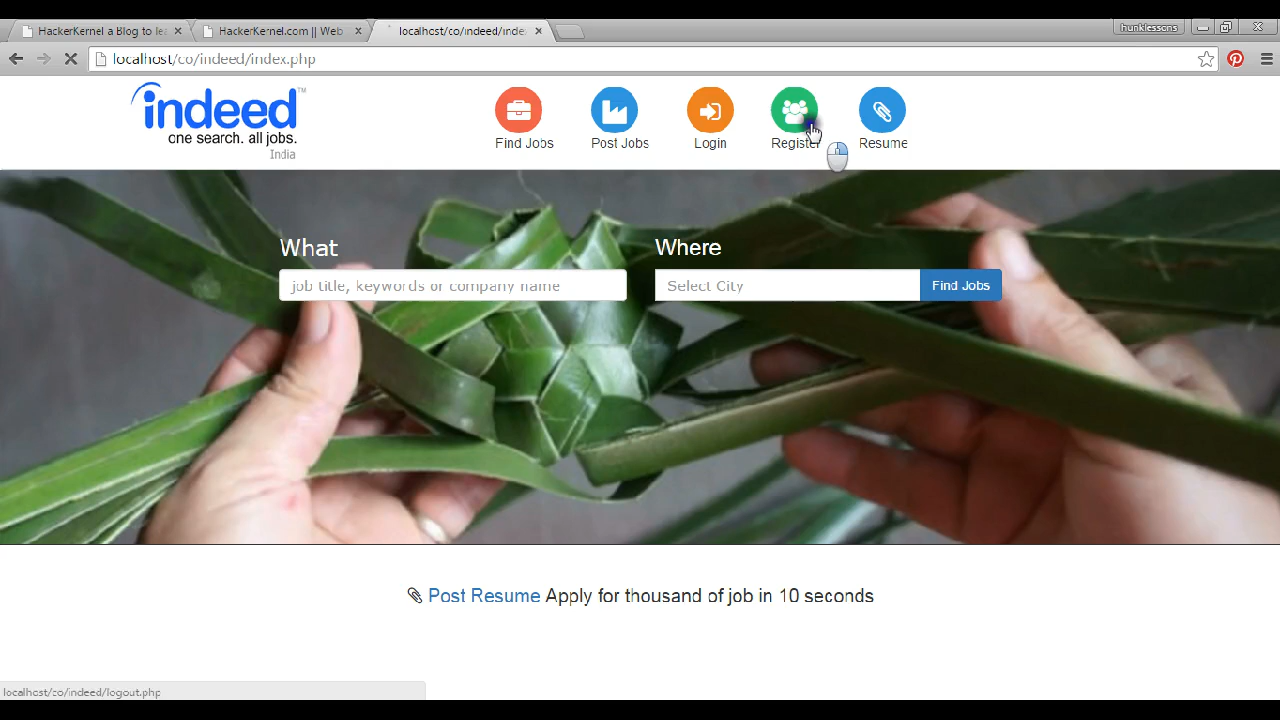 HackerKernel a Blog to le
HackerKernel.com || Web
localhost/co/indeed/inde
hunklessons
localhost/co/indeed/index.php
indeed™
one search. all jobs.
India
Find Jobs
Post Jobs
Login
Register
Resume
What
Where
job title, keywords or company name
Select City
Find Jobs
Post Resume Apply for thousand of job in 10 seconds
localhost/co/indeed/logout.php